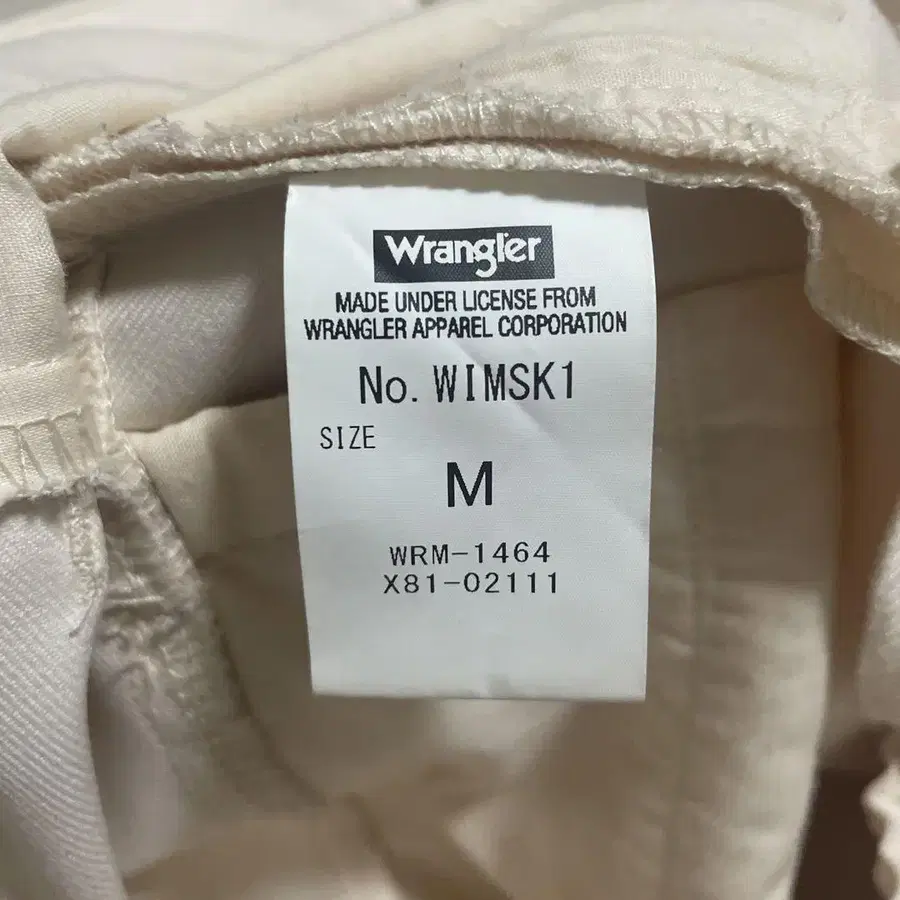 Wrangler
MADE UNDER LICENSE FROM
WRANGLER APPAREL CORPORATION
No. WIMSK1
SIZE
M
WRM-1464
X81-02111